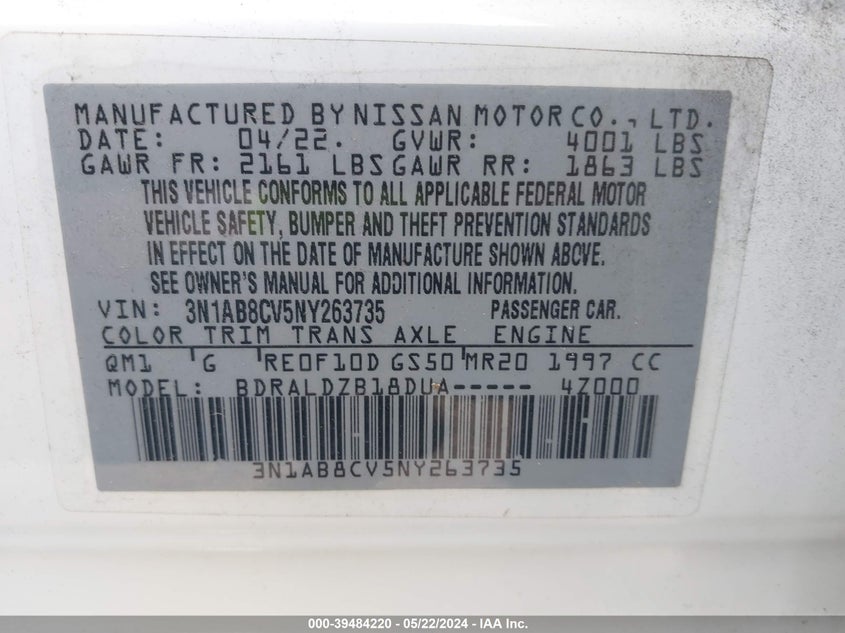 MANUFACTURED BY NISSAN MOTOR CO., LTD.
DATE: 04/22. GVWR: 4001 LBS
GAWR FR: 2161 LBS GAWR RR: 1863 LBS
THIS VEHICLE CONFORMS TO ALL APPLICABLE FEDERAL MOTOR
VEHICLE SAFETY, BUMPER AND THEFT PREVENTION STANDARDS
IN EFFECT ON THE DATE OF MANUFACTURE SHOWN ABOVE.
SEE OWNER'S MANUAL FOR ADDITIONAL INFORMATION.
VIN: 3N1AB8CV5NY263735 PASSENGER CAR.
COLOR TRIM TRANS AXLE ENGINE
QM1 G RE0F10D GS50 MR20 1997 CC
MODEL: BDRALDZB18DUA----- 4Z000
3N1AB8CV5NY263735
000-39484220 - 05/22/2024 - IAA Inc.